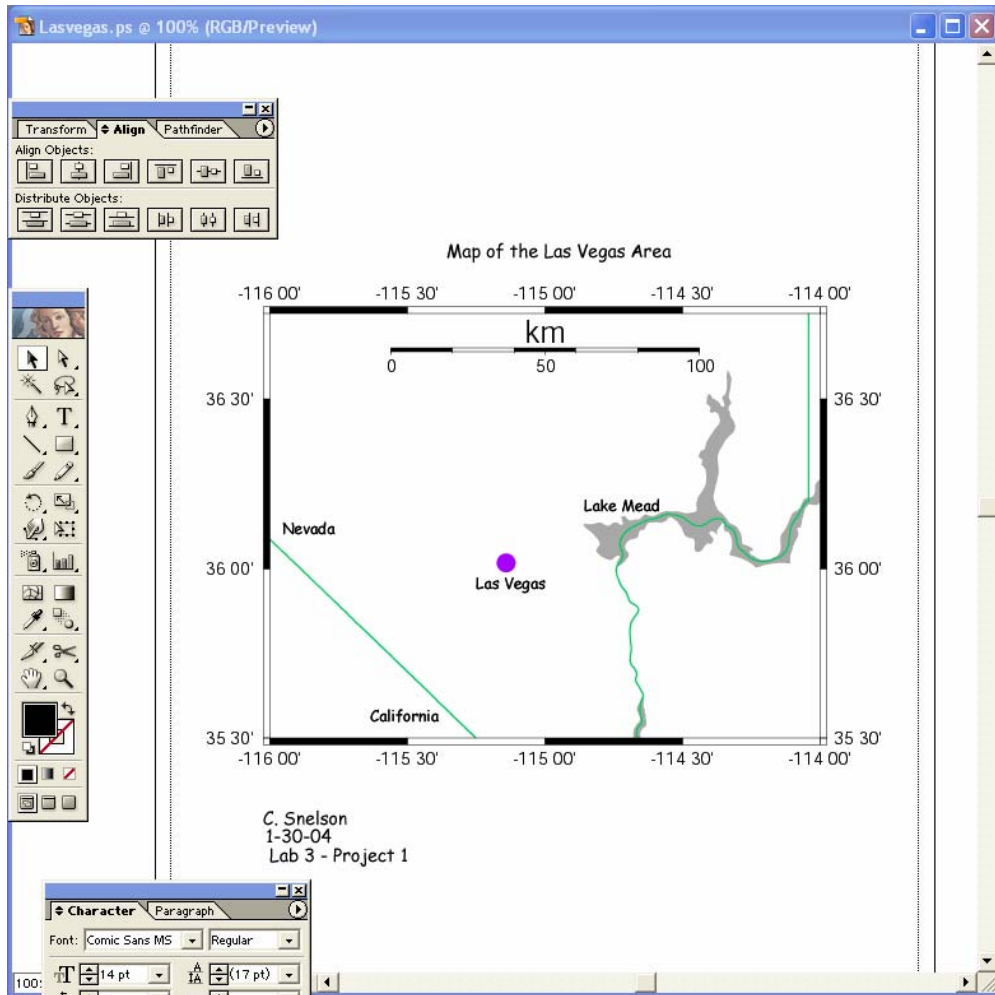 Lasvegas.ps @ 100% (RGB/Preview)
Transform Align Pathfinder
Align Objects:
Distribute Objects:
Map of the Las Vegas Area
-116 00' -115 30' -115 00' -114 30' -114 00'
km
0 50 100
36 30' 36 30'
Lake Mead
Nevada
36 00' 36 00'
Las Vegas
California
35 30' 35 30'
-116 00' -115 30' -115 00' -114 30' -114 00'
C. Snelson
1-30-04
Lab 3 - Project 1
Character Paragraph
Font: Comic Sans MS Regular
14 pt (17 pt)
100